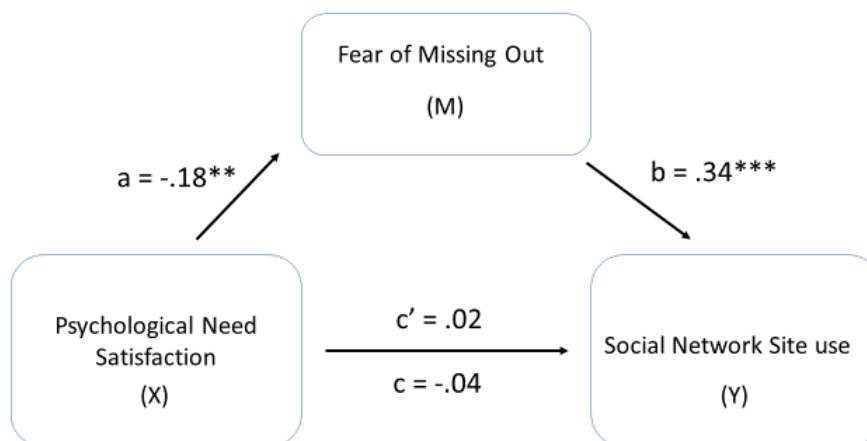 Fear of Missing Out
(M)
a = -.18**
b = .34***
Psychological Need
Satisfaction
(X)
c’ = .02
c = -.04
Social Network Site use
(Y)